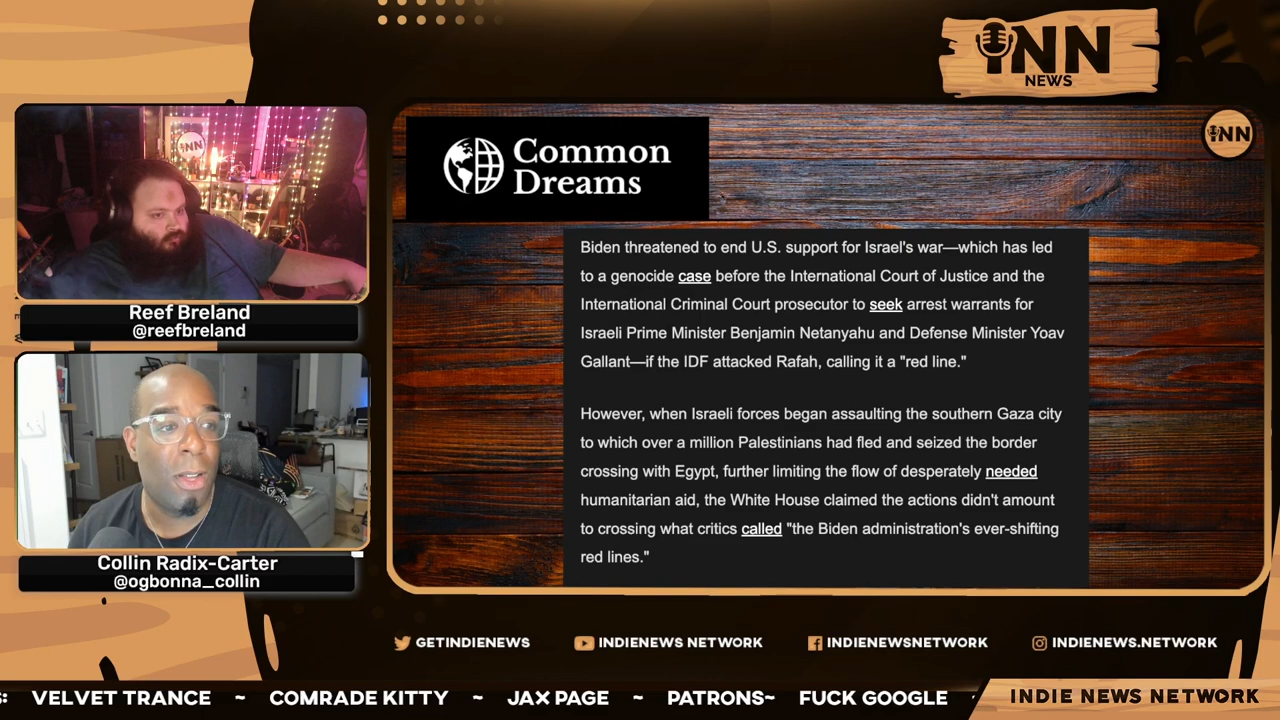 iNN
NEWS
iNN
iNN
Common
Dreams
Biden threatened to end U.S. support for Israel's war—which has led
to a genocide case before the International Court of Justice and the
International Criminal Court prosecutor to seek arrest warrants for
Israeli Prime Minister Benjamin Netanyahu and Defense Minister Yoav
Gallant—if the IDF attacked Rafah, calling it a "red line."
However, when Israeli forces began assaulting the southern Gaza city
to which over a million Palestinians had fled and seized the border
crossing with Egypt, further limiting the flow of desperately needed
humanitarian aid, the White House claimed the actions didn't amount
to crossing what critics called "the Biden administration's ever-shifting
red lines."
Reef Breland
@reefbreland
Collin Radix-Carter
@ogbonna_collin
GETINDIENEWS INDIENEWS NETWORK INDIENEWSNETWORK INDIENEWS.NETWORK
VELVET TRANCE ~ COMRADE KITTY ~ JAX PAGE ~ PATRONS~ FUCK GOOGLE
INDIE NEWS NETWORK